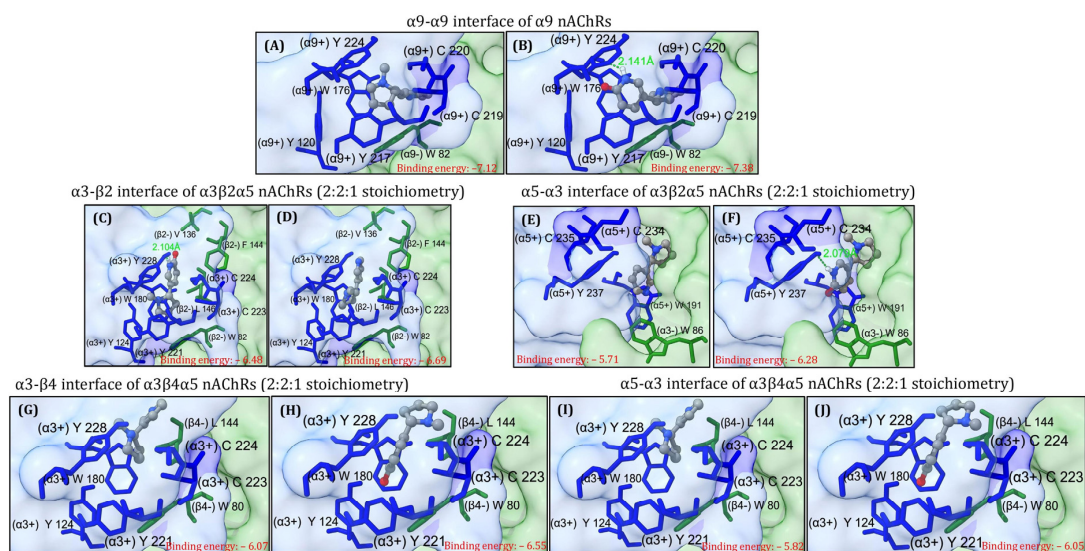 α9-α9 interface of α9 nAChRs
(A)
(α9+) Y 224
(α9+) C 220
(α9+) W 176
(α9+) C 219
(α9+) Y 120
(α9+) Y 217
(α9-) W 82
Binding energy: – 7.12
(B)
(α9+) Y 224
(α9+) C 220
2.141Å
(α9+) W 176
(α9+) C 219
(α9+) Y 120
(α9+) Y 217
(α9-) W 82
Binding energy: – 7.38
α3-β2 interface of α3β2α5 nAChRs (2:2:1 stoichiometry)
α5-α3 interface of α3β2α5 nAChRs (2:2:1 stoichiometry)
(C)
(β2-) V 136
2.104Å
(β2-) F 144
(α3+) Y 228
(α3+) C 224
(α3+) W 180
(β2-) L 146
(α3+) C 223
(α3+) Y 124
(β2-) W 82
(α3+) Y 221
Binding energy: – 6.48
(D)
(β2-) V 136
(β2-) F 144
(α3+) Y 228
(α3+) C 224
(α3+) W 180
(β2-) L 146
(α3+) C 223
(α3+) Y 124
(β2-) W 82
(α3+) Y 221
Binding energy: – 6.69
(E)
(α5+) C 234
(α5+) C 235
(α5+) Y 237
(α5+) W 191
(α3-) W 86
Binding energy: – 5.71
(F)
(α5+) C 234
(α5+) C 235
(α5+) Y 237
(α5+) W 191
(α3-) W 86
Binding energy: – 6.28
α3-β4 interface of α3β4α5 nAChRs (2:2:1 stoichiometry)
α5-α3 interface of α3β4α5 nAChRs (2:2:1 stoichiometry)
(G)
(α3+) Y 228
(β4-) L 144
(α3+) C 224
(α3+) W 180
(α3+) C 223
(β4-) W 80
(α3+) Y 124
(α3+) Y 221
Binding energy: – 6.07
(H)
(α3+) Y 228
(β4-) L 144
(α3+) C 224
(α3+) W 180
(α3+) C 223
(β4-) W 80
(α3+) Y 124
(α3+) Y 221
Binding energy: – 6.55
(I)
(α3+) Y 228
(β4-) L 144
(α3+) C 224
(α3+) W 180
(α3+) C 223
(β4-) W 80
(α3+) Y 124
(α3+) Y 221
Binding energy: – 5.82
(J)
(α3+) Y 228
(β4-) L 144
(α3+) C 224
(α3+) W 180
(α3+) C 223
(β4-) W 80
(α3+) Y 124
(α3+) Y 221
Binding energy: – 6.05